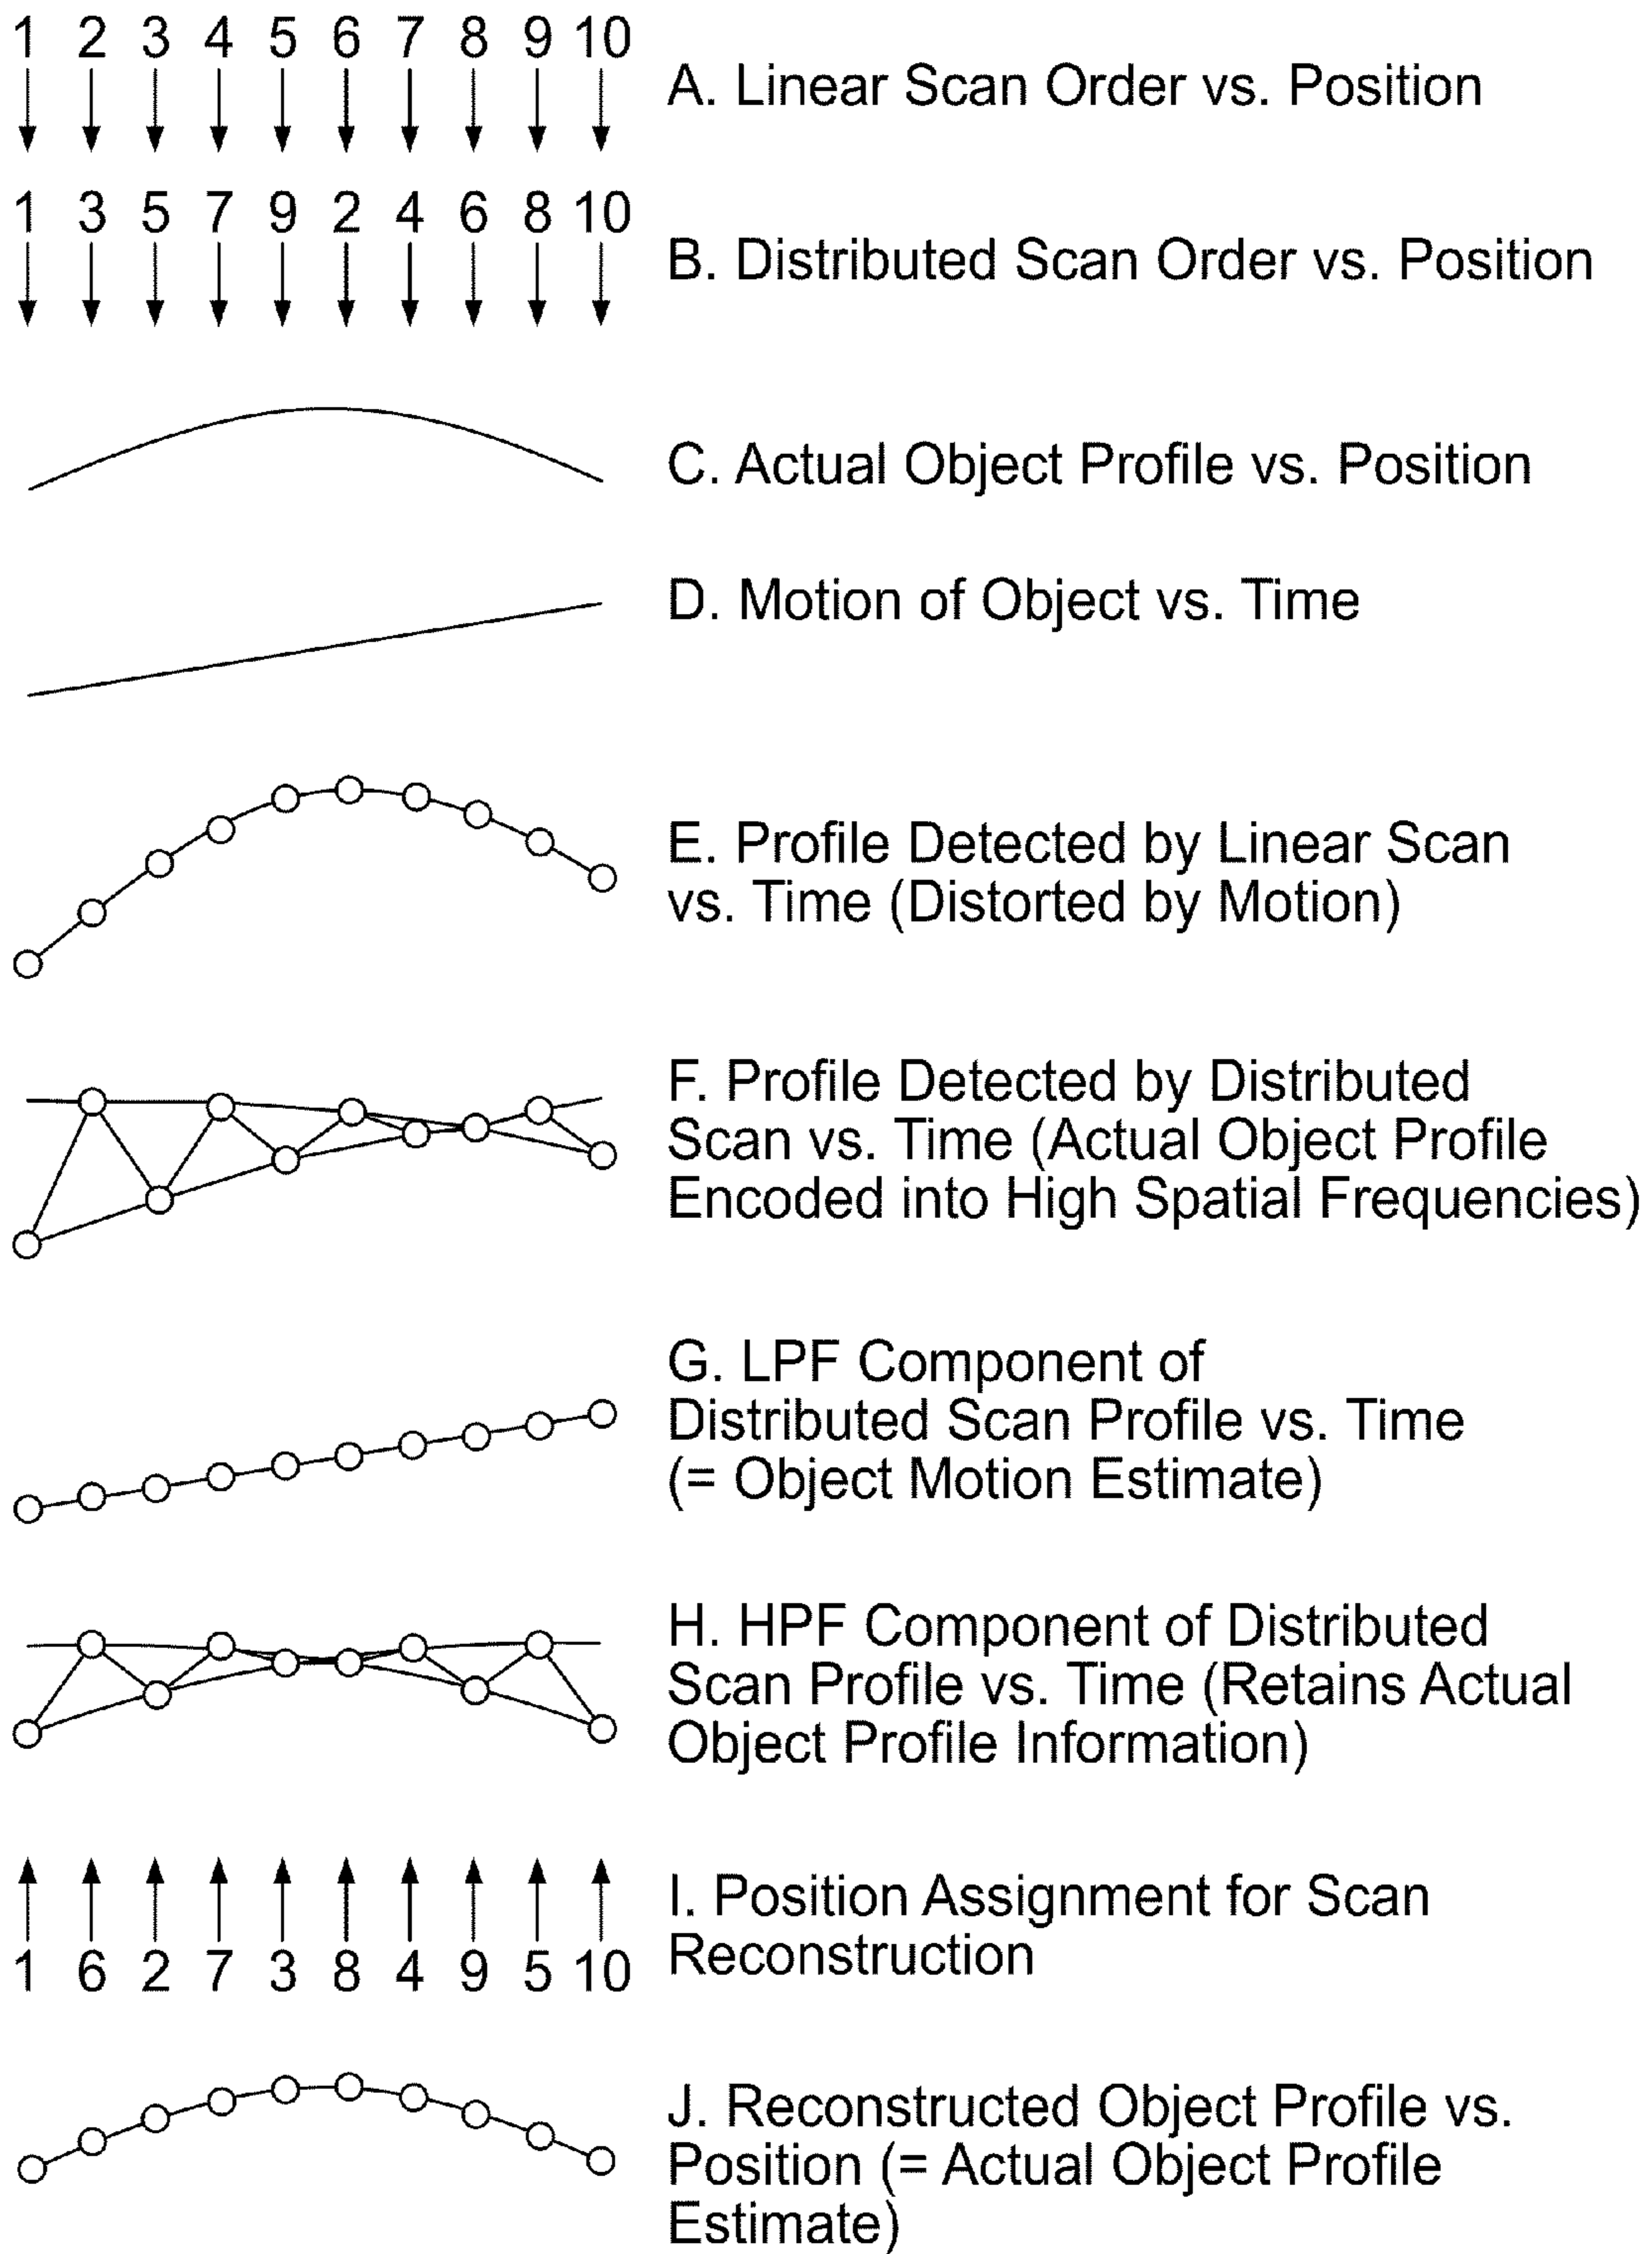 1 2 3 4 5 6 7 8 9 10
A. Linear Scan Order vs. Position
1 3 5 7 9 2 4 6 8 10
B. Distributed Scan Order vs. Position
C. Actual Object Profile vs. Position
D. Motion of Object vs. Time
E. Profile Detected by Linear Scan
vs. Time (Distorted by Motion)
F. Profile Detected by Distributed
Scan vs. Time (Actual Object Profile
Encoded into High Spatial Frequencies)
G. LPF Component of
Distributed Scan Profile vs. Time
(= Object Motion Estimate)
H. HPF Component of Distributed
Scan Profile vs. Time (Retains Actual
Object Profile Information)
I. Position Assignment for Scan
Reconstruction
1 6 2 7 3 8 4 9 5 10
J. Reconstructed Object Profile vs.
Position (= Actual Object Profile
Estimate)